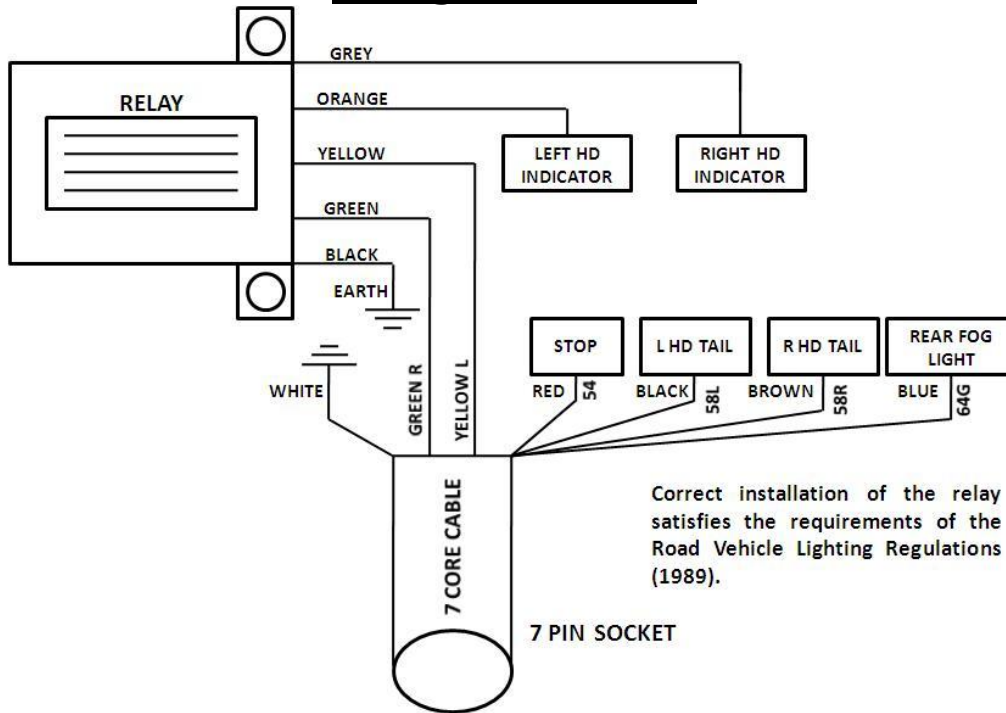 GREY
RELAY
ORANGE
YELLOW
LEFT HD
INDICATOR
RIGHT HD
INDICATOR
GREEN
BLACK
EARTH
WHITE
GREEN R
YELLOW L
STOP
L HD TAIL
R HD TAIL
REAR FOG
LIGHT
RED
54
BLACK
58L
BROWN
58R
BLUE
64G
7 CORE CABLE
Correct installation of the relay
satisfies the requirements of the
Road Vehicle Lighting Regulations
(1989).
7 PIN SOCKET